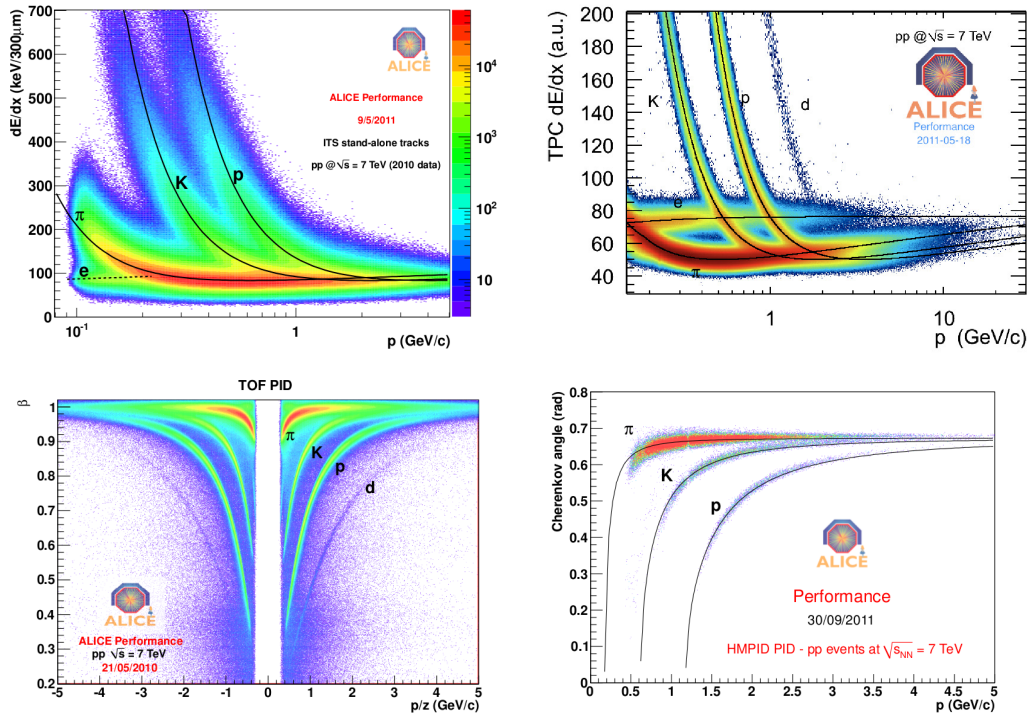 700
600
500
400
300
200
100
0
dE/dx (keV/300μm)
ALICE
ALICE Performance
9/5/2011
ITS stand-alone tracks
pp @ √s = 7 TeV (2010 data)
π
K
p
e
10⁻¹
1
p (GeV/c)
10⁴
10³
10²
10
200
180
160
140
120
100
80
60
40
TPC dE/dx (a.u.)
pp @ √s = 7 TeV
ALICE
Performance
2011-05-18
K
p
d
e
π
1
10
p (GeV/c)
TOF PID
β
1
0.9
0.8
0.7
0.6
0.5
0.4
0.3
0.2
π
K
p
d
ALICE
ALICE Performance
pp √s = 7 TeV
21/05/2010
-5 -4 -3 -2 -1 0 1 2 3 4 5
p/z (GeV/c)
Cherenkov angle (rad)
0.8
0.7
0.6
0.5
0.4
0.3
0.2
0.1
0
π
K
p
ALICE
Performance
30/09/2011
HMPID PID - pp events at √sNN = 7 TeV
0 0.5 1 1.5 2 2.5 3 3.5 4 4.5 5
p (GeV/c)